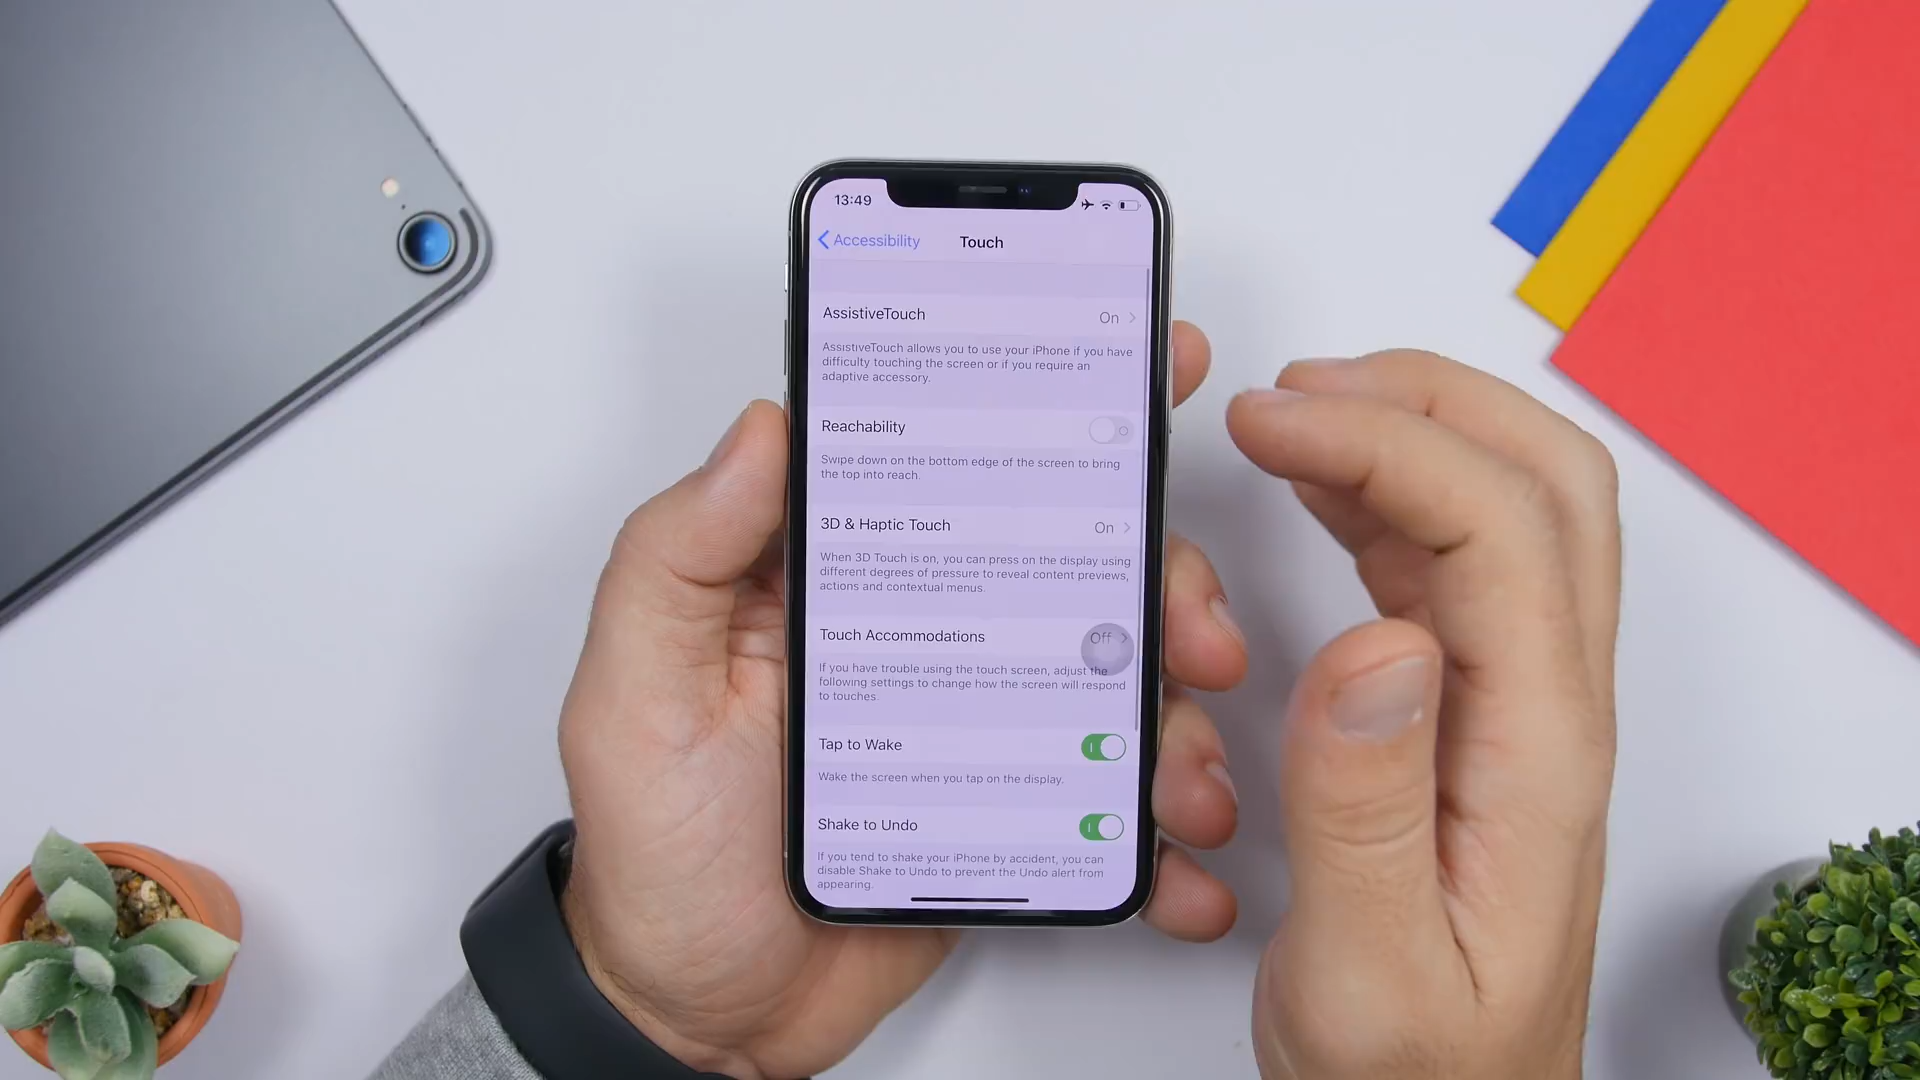 13:49
Accessibility
Touch
AssistiveTouch
On
AssistiveTouch allows you to use your iPhone if you have
difficulty touching the screen or if you require an
adaptive accessory.
Reachability
Swipe down on the bottom edge of the screen to bring
the top into reach.
3D & Haptic Touch
On
When 3D Touch is on, you can press on the display using
different degrees of pressure to reveal content previews,
actions and contextual menus.
Touch Accommodations
Off
If you have trouble using the touch screen, adjust the
following settings to change how the screen will respond
to touches.
Tap to Wake
Wake the screen when you tap on the display.
Shake to Undo
If you tend to shake your iPhone by accident, you can
disable Shake to Undo to prevent the Undo alert from
appearing.